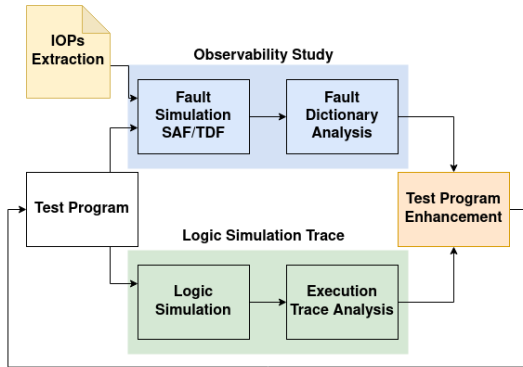 IOPs
Extraction
Observability Study
Fault
Simulation
SAF/TDF
Fault
Dictionary
Analysis
Test Program
Test Program
Enhancement
Logic Simulation Trace
Logic
Simulation
Execution
Trace Analysis